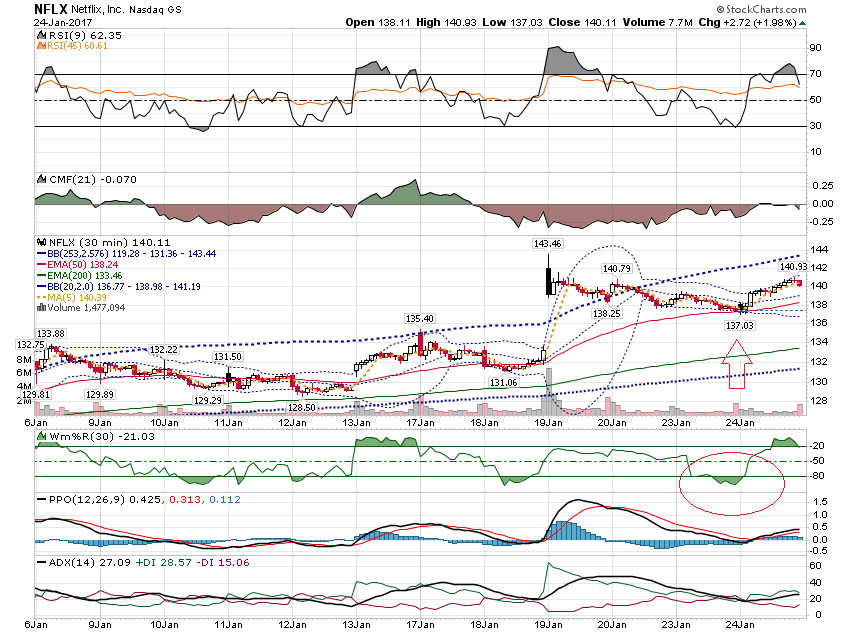 NFLX Netflix, Inc. Nasdaq GS
© StockCharts.com
24-Jan-2017
Open 138.11 High 140.93 Low 137.03 Close 140.11 Volume 7.7M Chg +2.72 (+1.98%)
RSI(9) 62.35
RSI(45) 60.61
90
70
50
30
10
CMF(21) -0.070
0.25
0.00
-0.25
NFLX (30 min) 140.11
BB(253,2.576) 119.28 - 131.36 - 143.44
EMA(50) 138.24
EMA(200) 133.46
BB(20,2.0) 136.77 - 138.98 - 141.19
MA(5) 140.39
Volume 1,477,094
143.46
140.79
140.93
138.25
137.03
135.40
133.88
132.75
132.22
131.50
131.06
129.81
129.89
129.29
128.50
144
142
140
138
136
134
132
130
128
8M
6M
4M
2M
6Jan 9Jan 10Jan 11Jan 12Jan 13Jan 17Jan 18Jan 19Jan 20Jan 23Jan 24Jan
Wm%R(30) -21.03
-20
-50
-80
PPO(12,26,9) 0.425, 0.313, 0.112
1.5
1.0
0.5
0.0
-0.5
ADX(14) 27.09 +DI 28.57 -DI 15.06
60
40
20
0
6Jan 9Jan 10Jan 11Jan 12Jan 13Jan 17Jan 18Jan 19Jan 20Jan 23Jan 24Jan